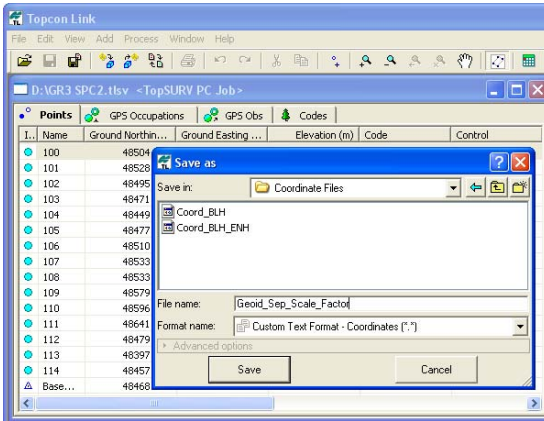 Topcon Link
File Edit View Add Process Window Help
D:\GR3 SPC2.tlsv <TopSURV PC Job>
Points GPS Occupations GPS Obs Codes
I.. Name Ground Northin... Ground Easting ... Elevation (m) Code Control
100 48504
101 48528
102 48495
103 48471
104 48449
105 48477
106 48510
107 48533
108 48533
109 48579
110 48596
111 48641
112 48479
113 48397
114 48457
Base... 48468
Save as
Save in: Coordinate Files
Coord_BLH
Coord_BLH_ENH
File name: Geoid_Sep_Scale_Factor
Format name: Custom Text Format - Coordinates (*.*)
Advanced options
Save Cancel